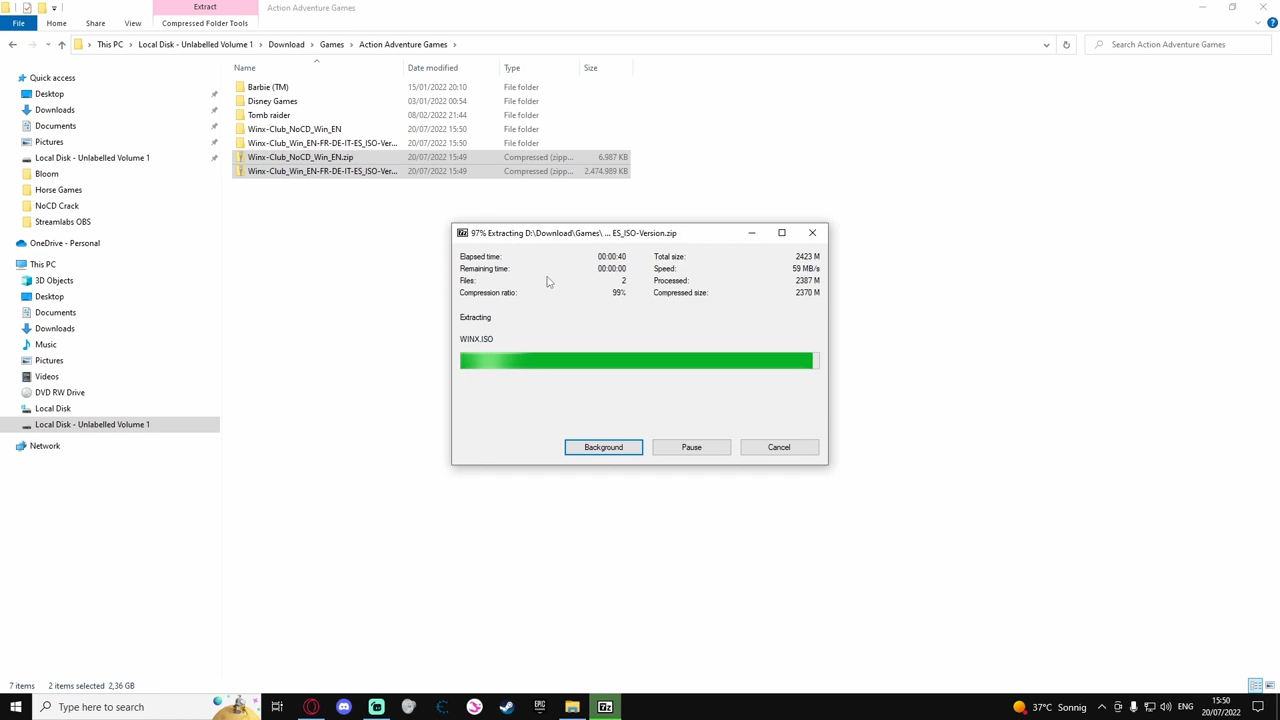 Extract
Action Adventure Games
File
Home
Share
View
Compressed Folder Tools
This PC
Local Disk - Unlabelled Volume 1
Download
Games
Action Adventure Games
Search Action Adventure Games
Quick access
Desktop
Downloads
Documents
Pictures
Local Disk - Unlabelled Volume 1
Bloom
Horse Games
NoCD Crack
Streamlabs OBS
OneDrive - Personal
This PC
3D Objects
Desktop
Documents
Downloads
Music
Pictures
Videos
DVD RW Drive
Local Disk
Local Disk - Unlabelled Volume 1
Network
Name Date modified Type Size
Barbie (TM) 15/01/2022 20:10 File folder
Disney Games 03/01/2022 00:54 File folder
Tomb raider 08/02/2022 21:44 File folder
Winx-Club_NoCD_Win_EN 20/07/2022 15:50 File folder
Winx-Club_Win_EN-FR-DE-IT-ES_ISO-Ver... 20/07/2022 15:50 File folder
Winx-Club_NoCD_Win_EN.zip 20/07/2022 15:49 Compressed (zipp... 6.987 KB
Winx-Club_Win_EN-FR-DE-IT-ES_ISO-Ver... 20/07/2022 15:49 Compressed (zipp... 2.474.989 KB
7z 97% Extracting D:\Download\Games\ ... ES_ISO-Version.zip
Elapsed time: 00:00:40 Total size: 2423 M
Remaining time: 00:00:00 Speed: 59 MB/s
Files: 2 Processed: 2387 M
Compression ratio: 99% Compressed size: 2370 M
Extracting
WINX.ISO
Background
Pause
Cancel
7 items 2 items selected 2,36 GB
Type here to search
EPIC
7z
37°C Sonnig
ENG
15:50
20/07/2022